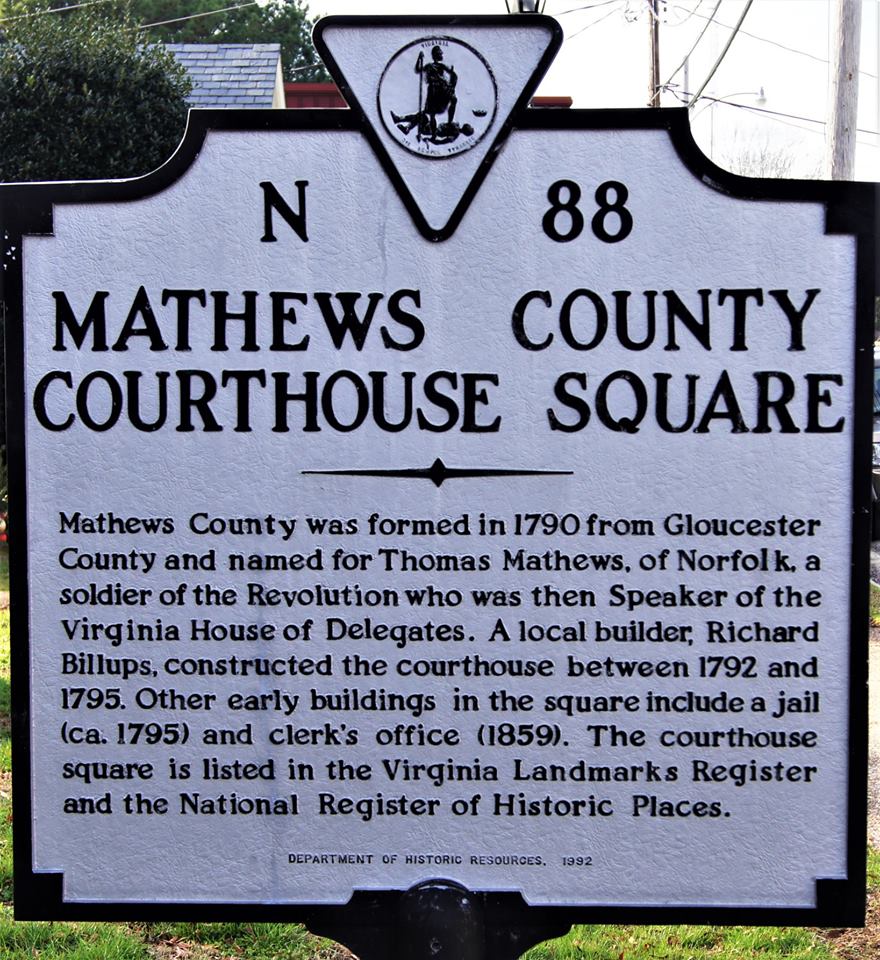 VIRGINIA
SIC SEMPER TYRANNIS
N 88
MATHEWS COUNTY
COURTHOUSE SQUARE
Mathews County was formed in 1790 from Gloucester
County and named for Thomas Mathews, of Norfolk, a
soldier of the Revolution who was then Speaker of the
Virginia House of Delegates. A local builder, Richard
Billups, constructed the courthouse between 1792 and
1795. Other early buildings in the square include a jail
(ca. 1795) and clerk's office (1859). The courthouse
square is listed in the Virginia Landmarks Register
and the National Register of Historic Places.
DEPARTMENT OF HISTORIC RESOURCES. 1992